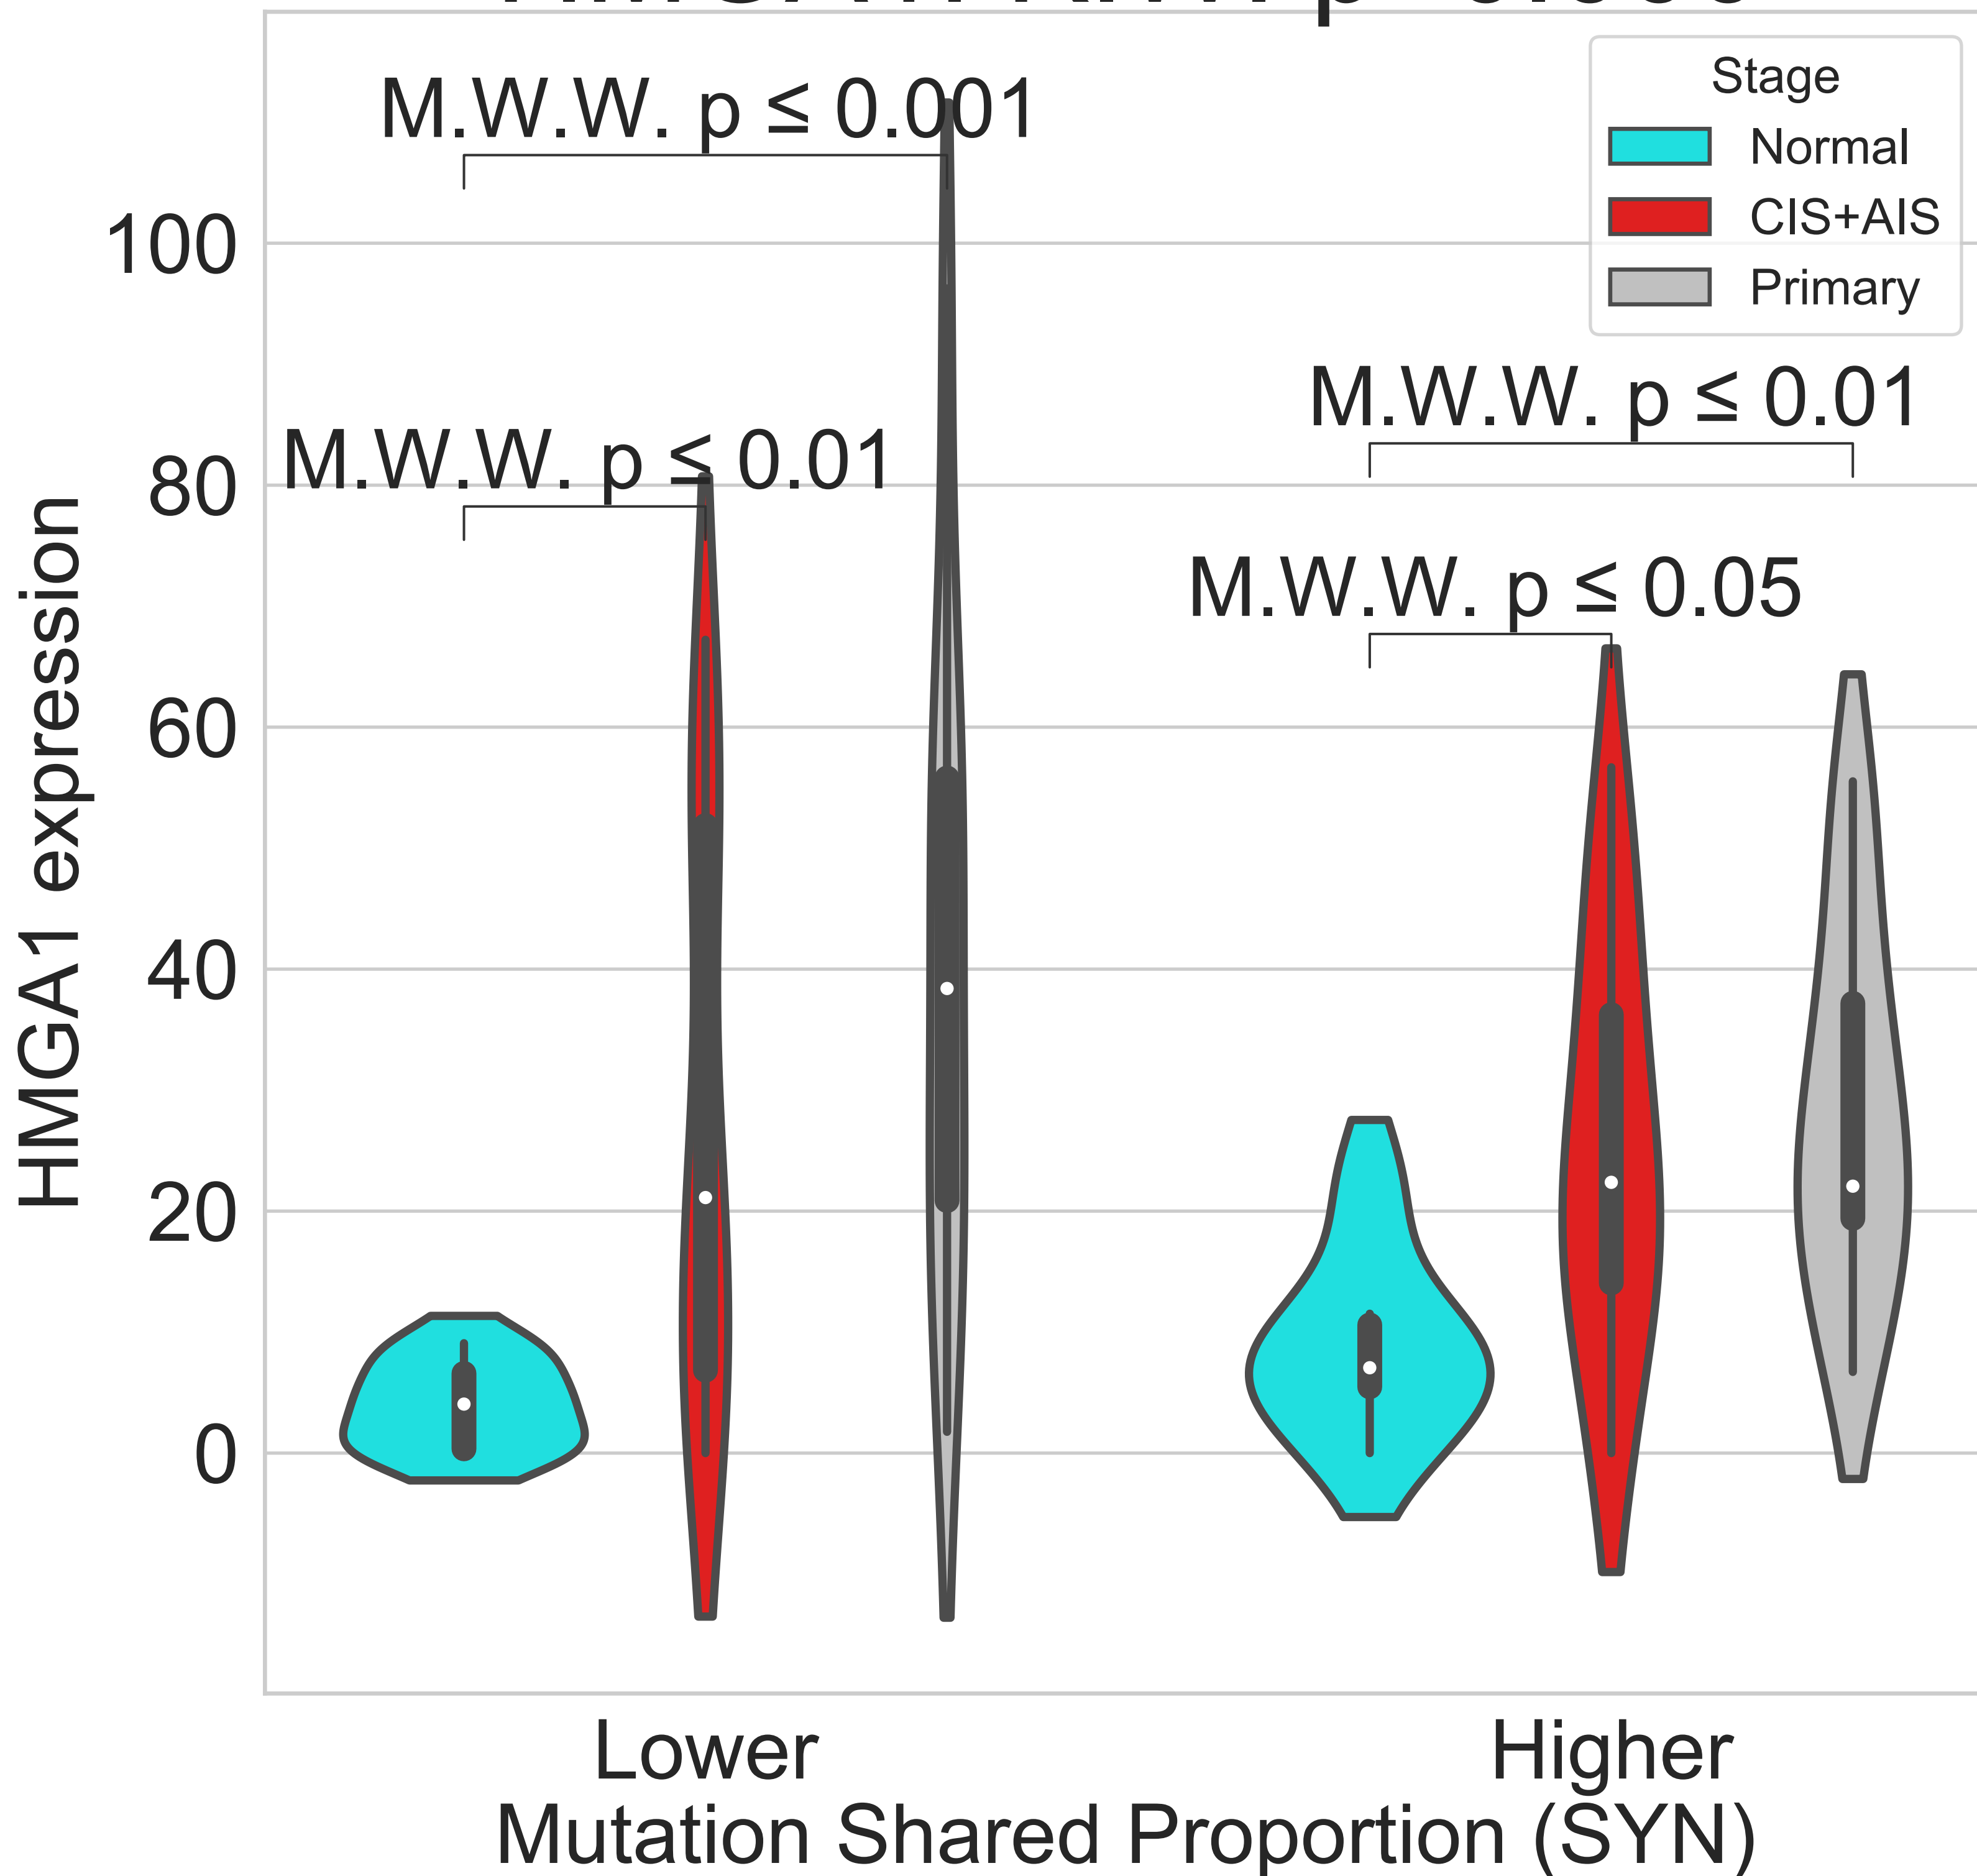 M.W.W. p ≤ 0.001
Stage
Normal
CIS+AIS
Primary
M.W.W. p ≤ 0.01
M.W.W. p ≤ 0.01
M.W.W. p ≤ 0.05
100
80
60
40
20
0
HMGA1 expression
Lower
Higher
Mutation Shared Proportion (SYN)